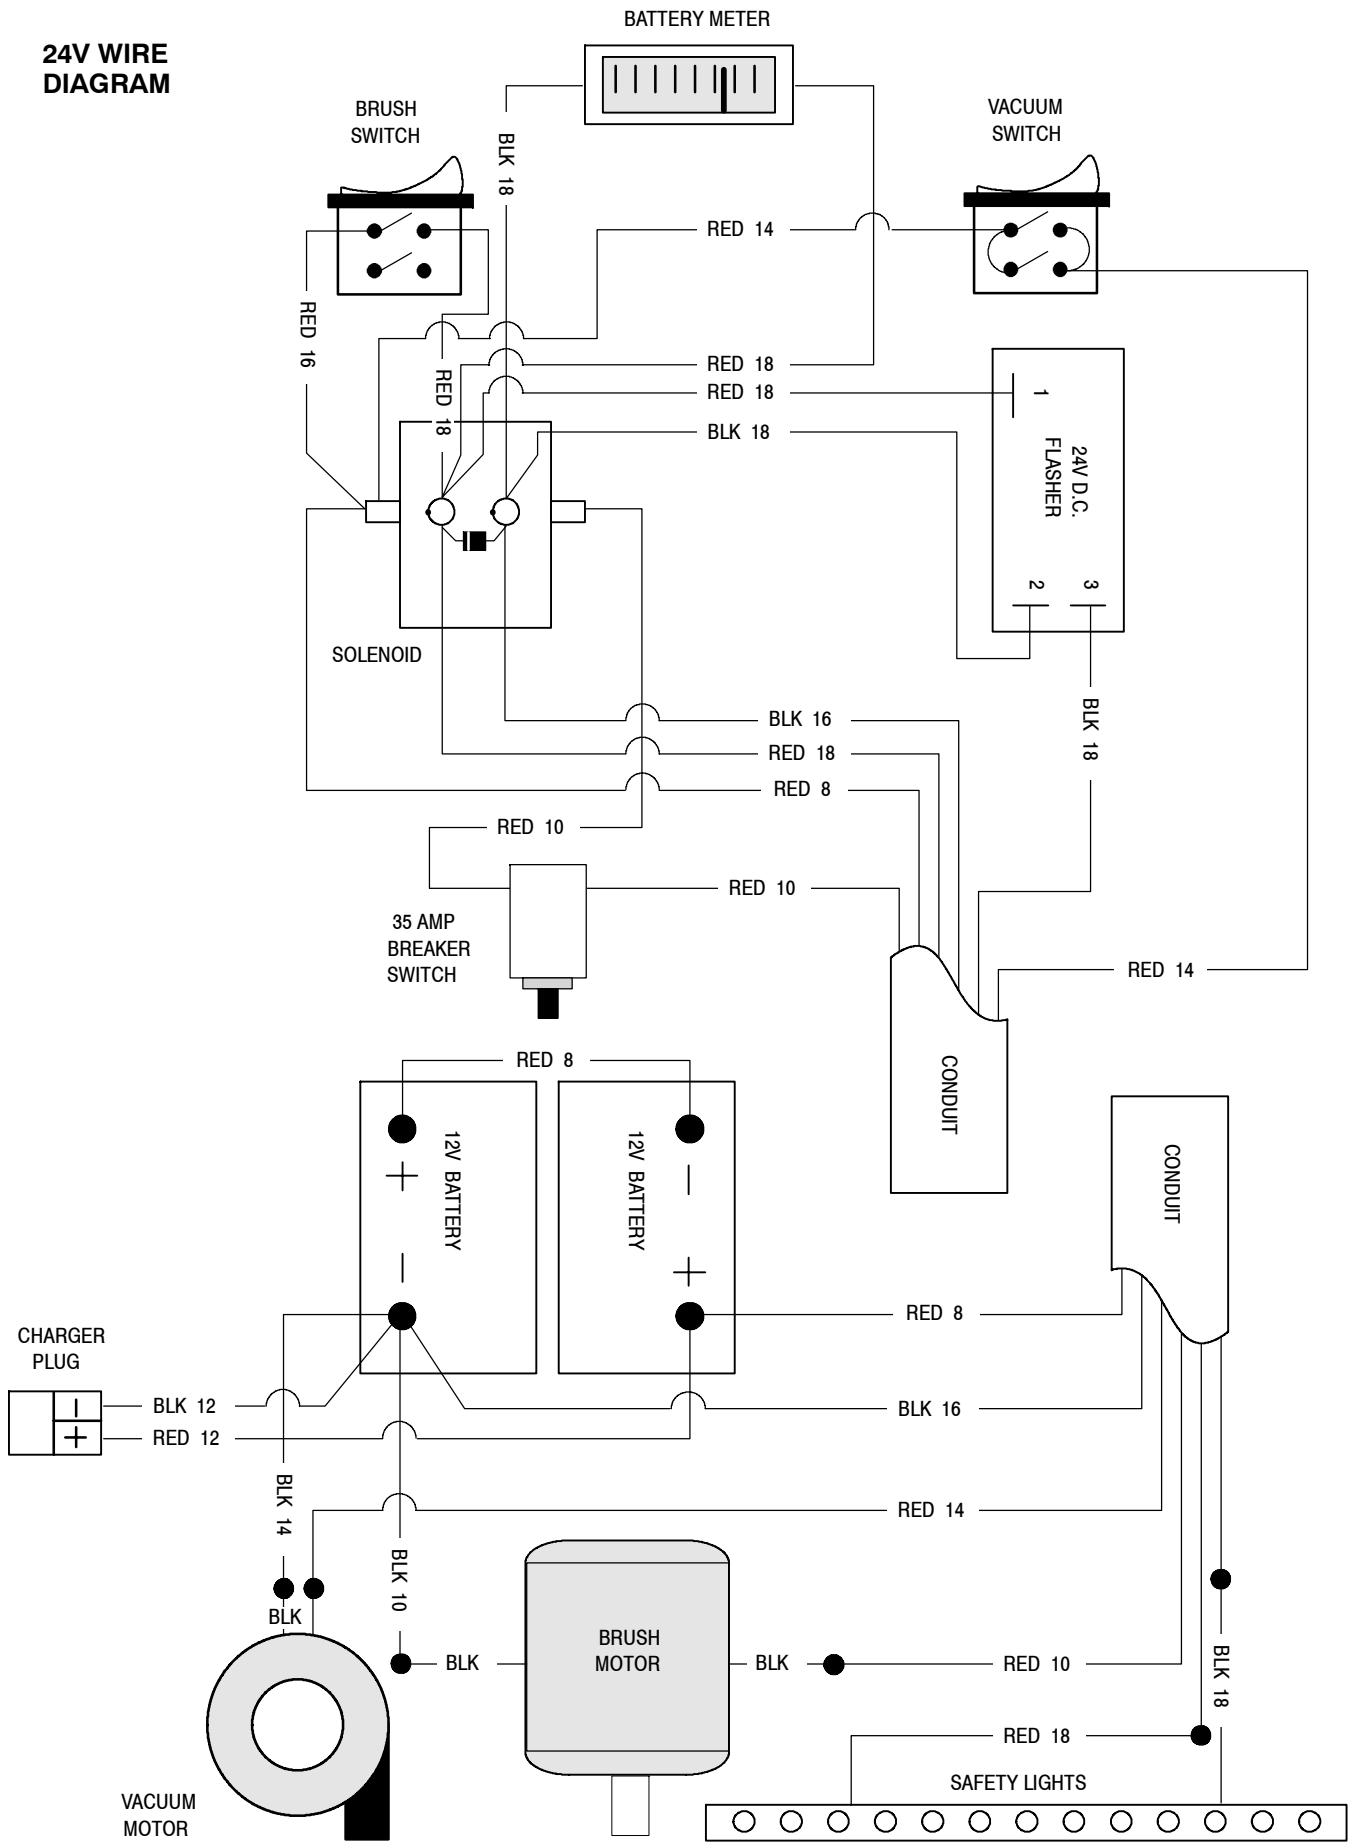 24V WIRE
DIAGRAM
BATTERY METER
BRUSH
SWITCH
VACUUM
SWITCH
BLK 18
RED 14
RED 16
RED 18
RED 18
RED 18
BLK 18
1
24V D.C.
FLASHER
2
3
SOLENOID
BLK 16
RED 18
RED 8
BLK 18
RED 10
RED 10
35 AMP
BREAKER
SWITCH
RED 14
CONDUIT
RED 8
12V BATTERY
+
−
12V BATTERY
−
+
CONDUIT
RED 8
CHARGER
PLUG
−
+
BLK 12
RED 12
BLK 16
BLK 14
RED 14
BLK 10
BLK
BRUSH
MOTOR
BLK
BLK
RED 10
BLK 18
RED 18
SAFETY LIGHTS
VACUUM
MOTOR